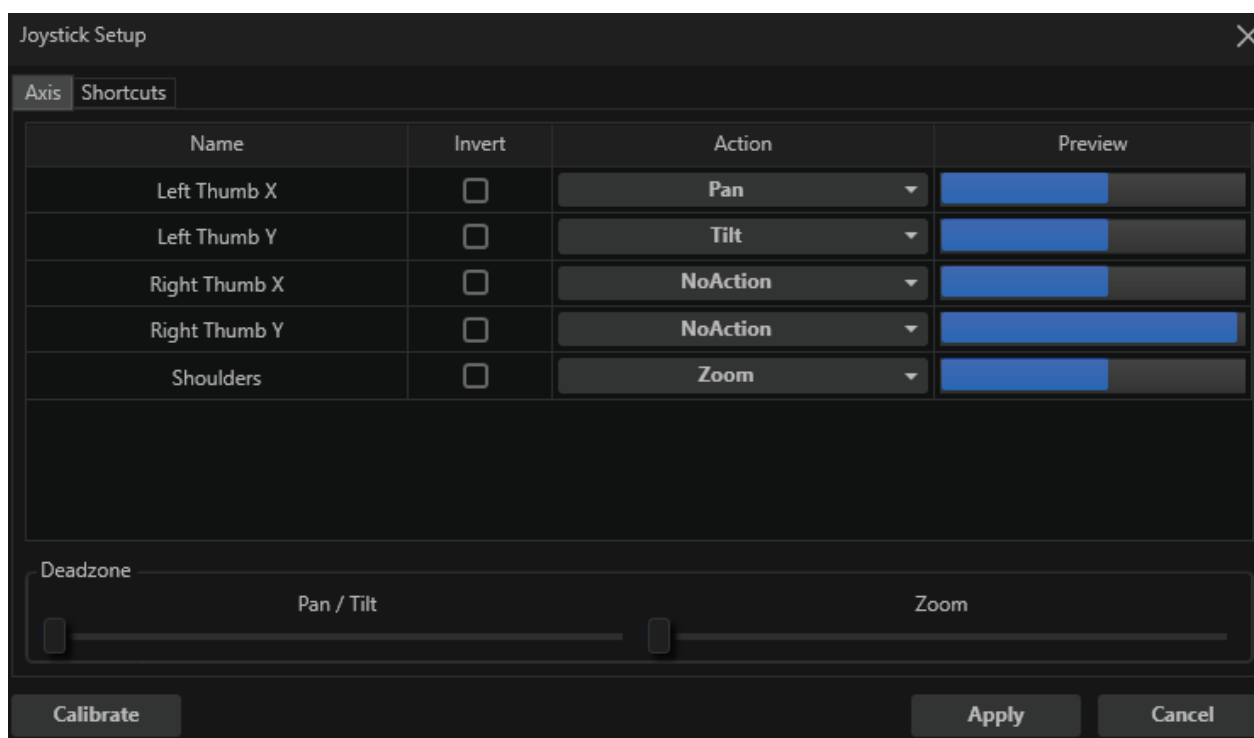 Joystick Setup
Axis Shortcuts
Name Invert Action Preview
Left Thumb X Pan
Left Thumb Y Tilt
Right Thumb X NoAction
Right Thumb Y NoAction
Shoulders Zoom
Deadzone
Pan / Tilt Zoom
Calibrate Apply Cancel